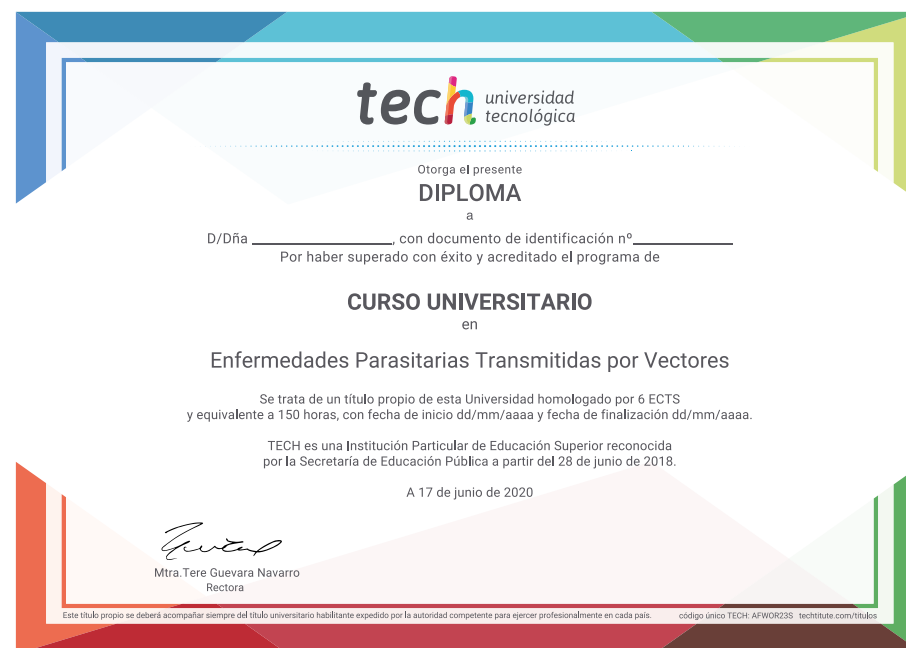 tech universidad
tecnológica
Otorga el presente
DIPLOMA
a
D/Dña ________________, con documento de identificación nº____________
Por haber superado con éxito y acreditado el programa de
CURSO UNIVERSITARIO
en
Enfermedades Parasitarias Transmitidas por Vectores
Se trata de un título propio de esta Universidad homologado por 6 ECTS
y equivalente a 150 horas, con fecha de inicio dd/mm/aaaa y fecha de finalización dd/mm/aaaa.
TECH es una Institución Particular de Educación Superior reconocida
por la Secretaría de Educación Pública a partir del 28 de junio de 2018.
A 17 de junio de 2020
Mtra.Tere Guevara Navarro
Rectora
Este título propio se deberá acompañar siempre del título universitario habilitante expedido por la autoridad competente para ejercer profesionalmente en cada país. código único TECH: AFWOR23S techtitute.com/títulos